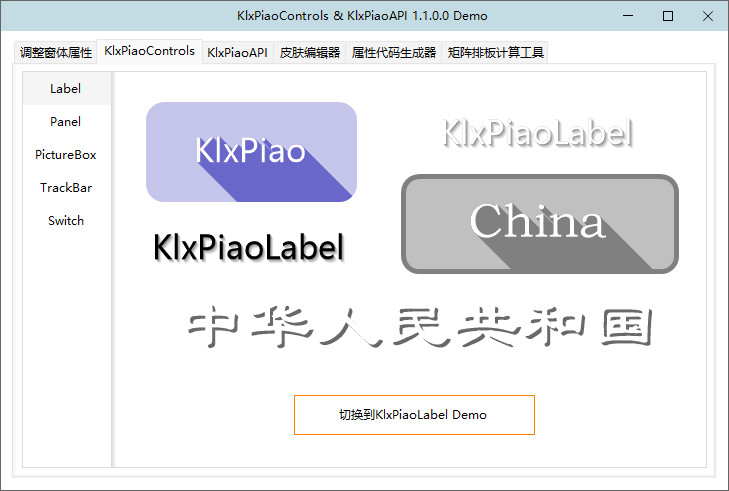 KlxPiaoControls & KlxPiaoAPI 1.1.0.0 Demo
调整窗体属性 KlxPiaoControls KlxPiaoAPI 皮肤编辑器 属性代码生成器 矩阵排板计算工具
Label
Panel
PictureBox
TrackBar
Switch
KlxPiao
KlxPiaoLabel
KlxPiaoLabel
China
中华人民共和国
切换到KlxPiaoLabel Demo